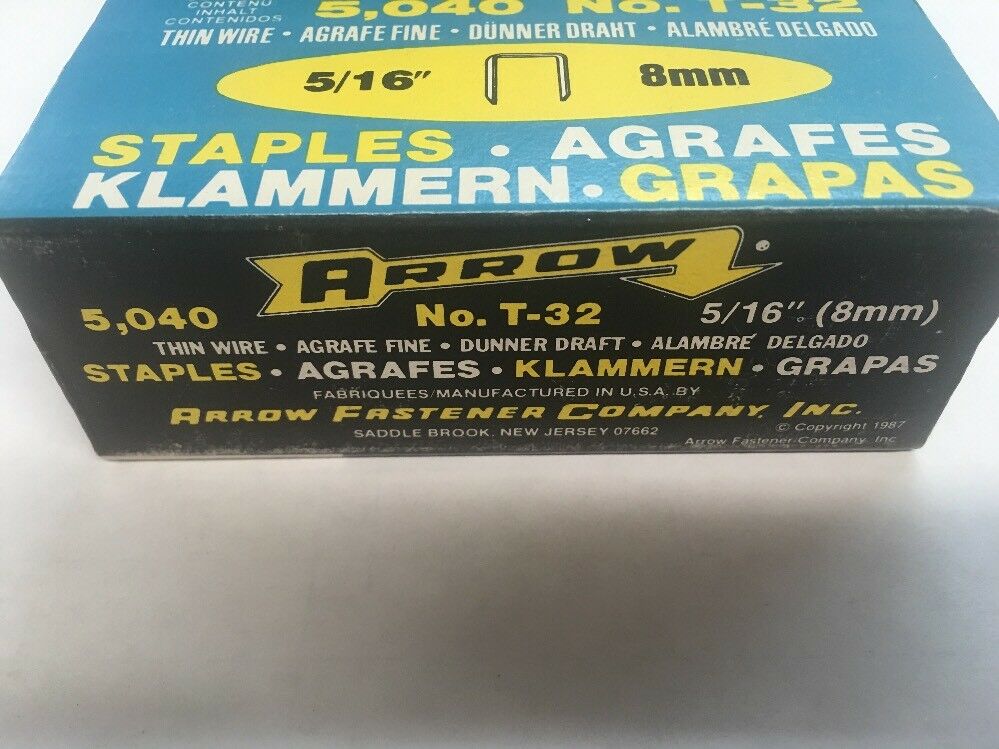 CONTENU
INHALT
CONTENIDOS
5,040 No. T-32
THIN WIRE • AGRAFE FINE • DÜNNER DRAHT • ALAMBRÉ DELGADO
5/16" 8mm
STAPLES • AGRAFES
KLAMMERN • GRAPAS
ARROW ®
5,040 No. T-32 5/16" (8mm)
THIN WIRE • AGRAFE FINE • DUNNER DRAFT • ALAMBRÉ DELGADO
STAPLES • AGRAFES • KLAMMERN • GRAPAS
FABRIQUEES/MANUFACTURED IN U.S.A. BY
ARROW FASTENER COMPANY, INC.
SADDLE BROOK, NEW JERSEY 07662
© Copyright 1987
Arrow Fastener Company, Inc.